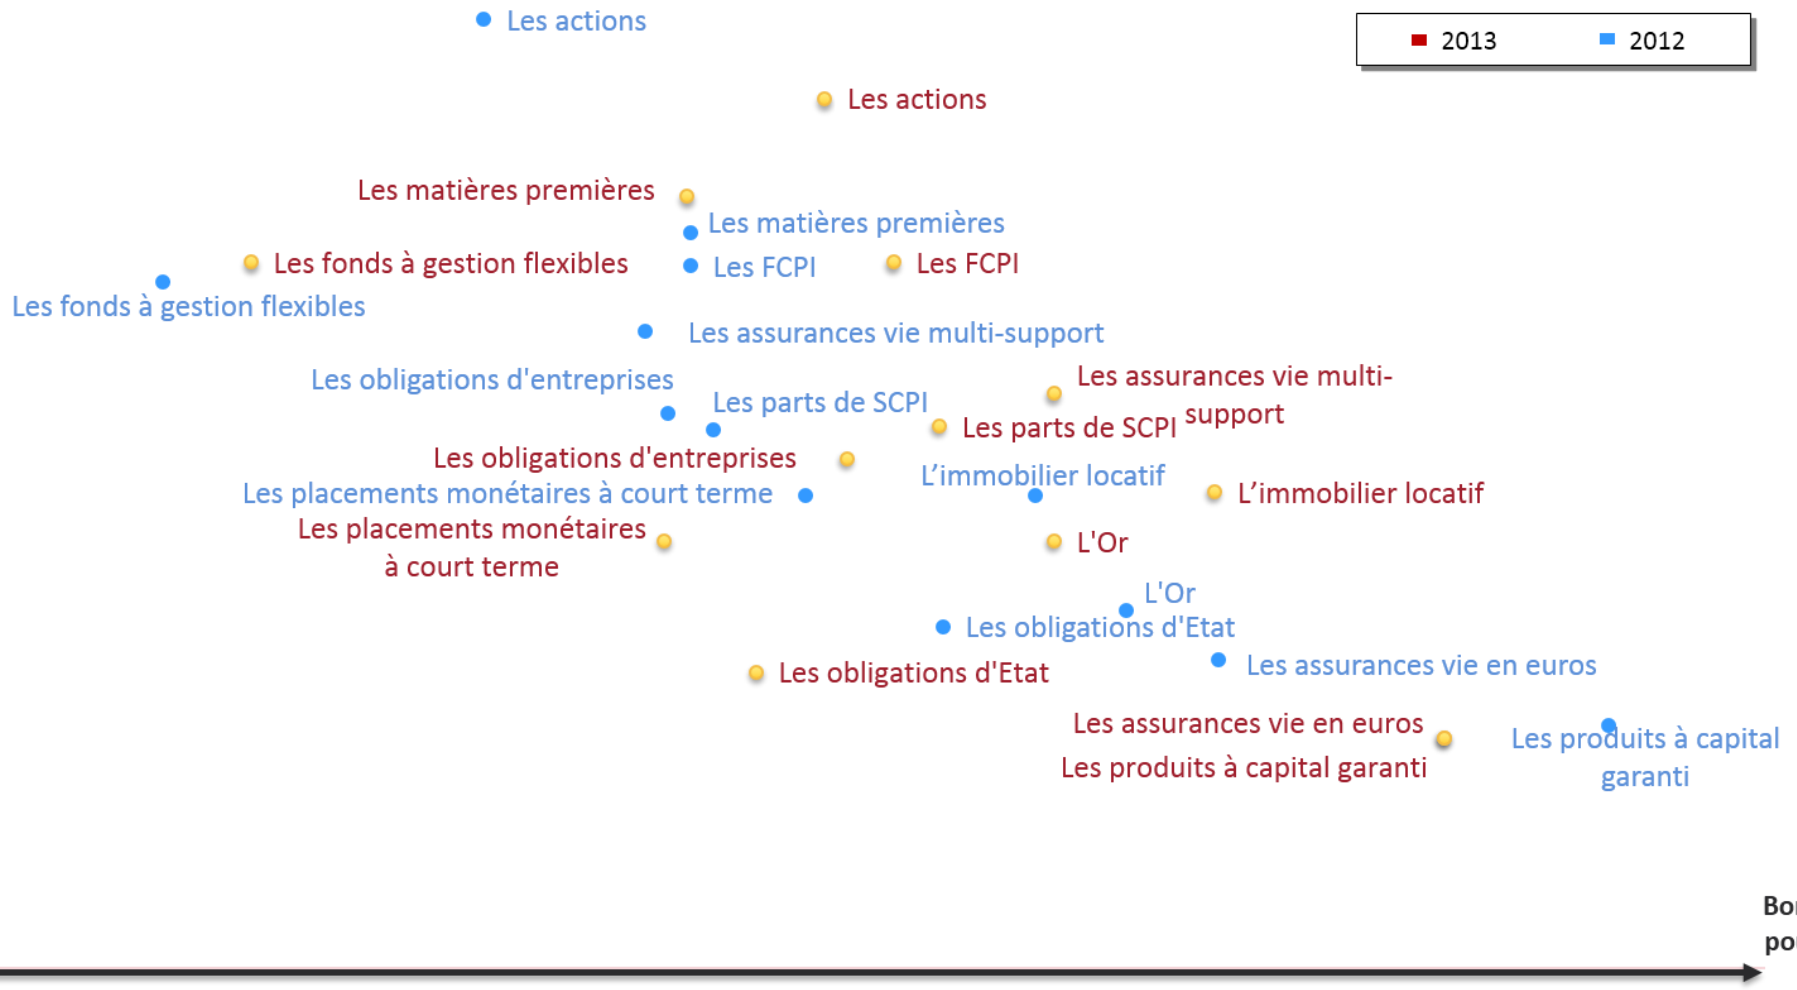 Les actions
2013
2012
Les actions
Les matières premières
Les matières premières
Les fonds à gestion flexibles
Les FCPI
Les FCPI
Les fonds à gestion flexibles
Les assurances vie multi-support
Les obligations d'entreprises
Les assurances vie multi-
support
Les parts de SCPI
Les parts de SCPI
Les obligations d'entreprises
L’immobilier locatif
Les placements monétaires à court terme
L’immobilier locatif
Les placements monétaires
à court terme
L'Or
L'Or
Les obligations d'Etat
Les obligations d'Etat
Les assurances vie en euros
Les assurances vie en euros
Les produits à capital
garanti
Les produits à capital garanti